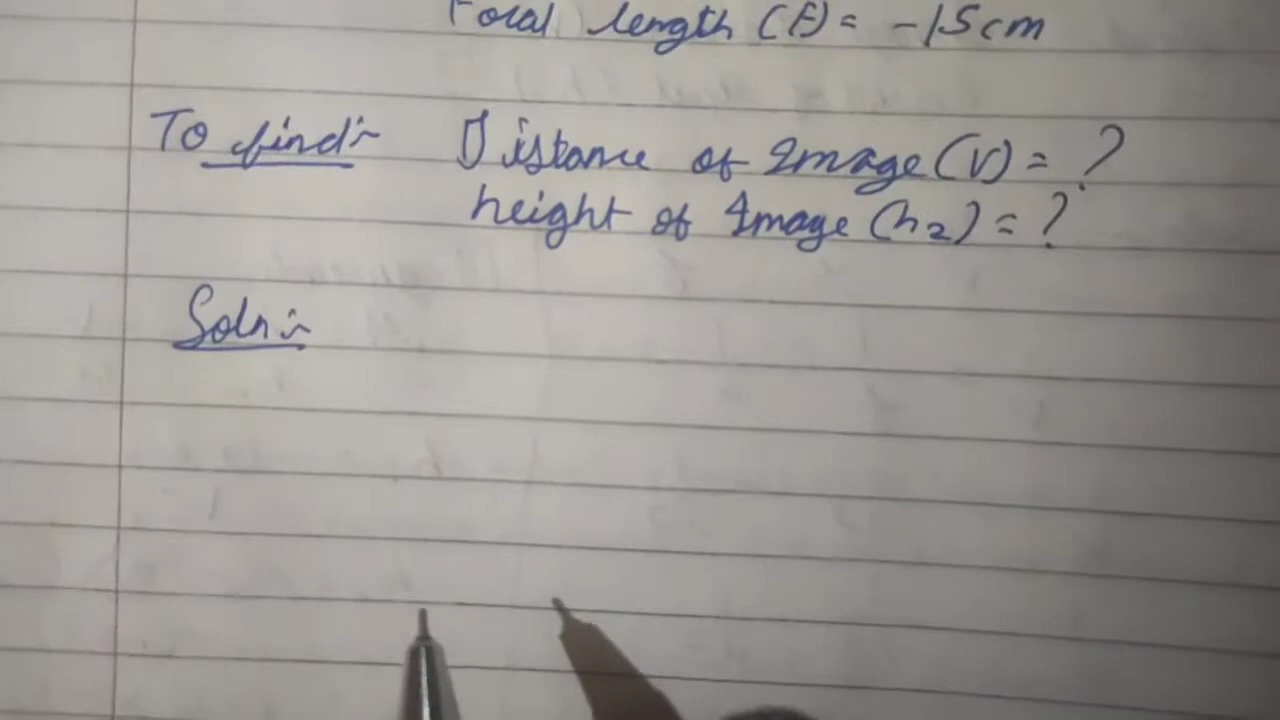 Focal length (f) = -15cm
To find:- Distance of Image (V) = ?
height of Image (h2) = ?
Soln:-